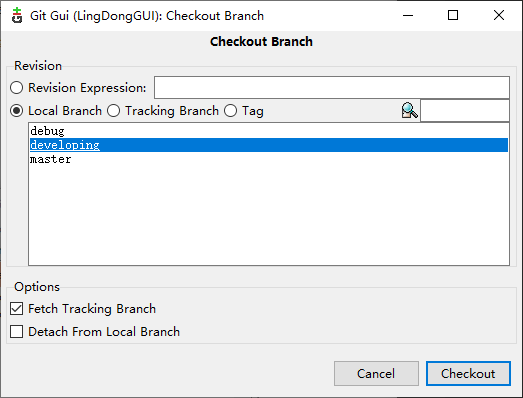 Git Gui (LingDongGUI): Checkout Branch
Checkout Branch
Revision
Revision Expression:
Local Branch Tracking Branch Tag
debug
developing
master
Options
Fetch Tracking Branch
Detach From Local Branch
Cancel Checkout